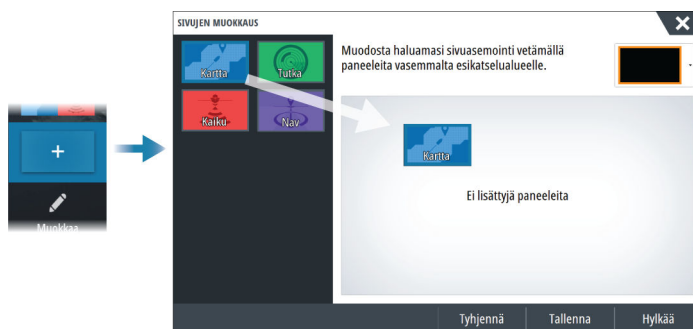 SIVUJEN MUOKKAUS
Muodosta haluamasi sivuasemointi vetämällä
paneeleita vasemmalta esikatselualueelle.
Kartta
Tutka
Kaiku
Nav
Kartta
Ei lisättyjä paneeleita
Muokkaa
Tyhjennä
Tallenna
Hylkää